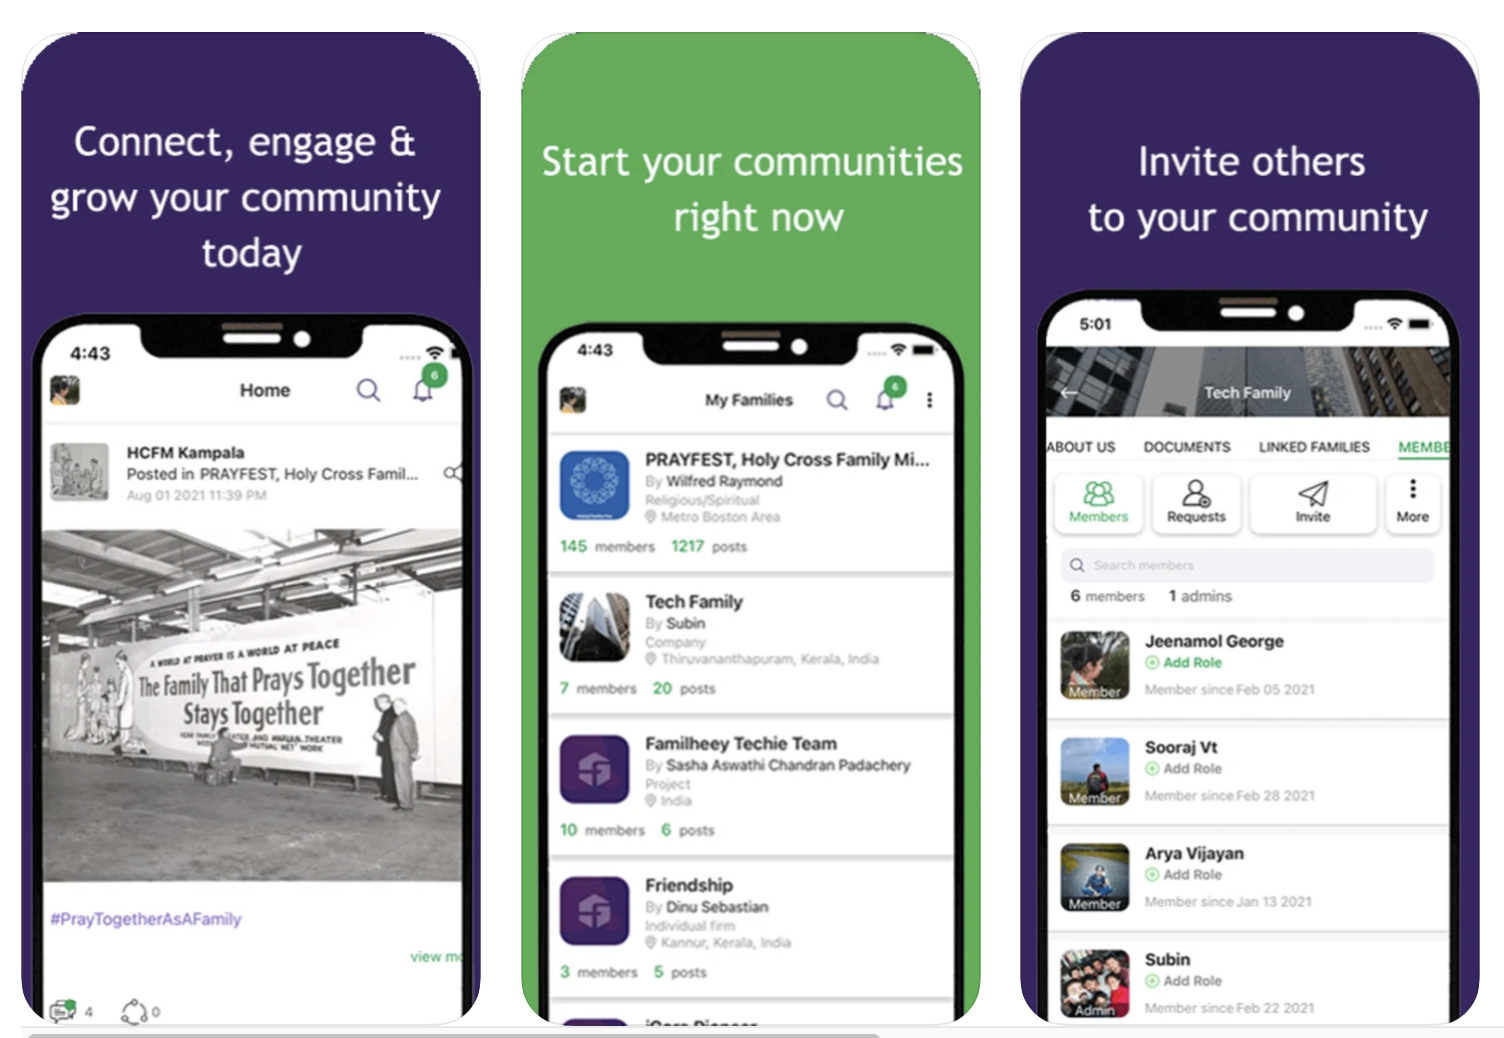 Connect, engage &
grow your community
today
4:43
6
Home
HCFM Kampala
Posted in PRAYFEST, Holy Cross Famil...
Aug 01 2021 11:39 PM
A WORLD AT PRAYER IS A WORLD AT PEACE
The Family That Prays Together
Stays Together
#PrayTogetherAsAFamily
view mo
4
0
Start your communities
right now
4:43
6
My Families
PRAYFEST, Holy Cross Family Mi...
By Wilfred Raymond
Religious/Spiritual
Metro Boston Area
145 members 1217 posts
Tech Family
By Subin
Company
Thiruvananthapuram, Kerala, India
7 members 20 posts
Familheey Techie Team
By Sasha Aswathi Chandran Padachery
Project
India
10 members 6 posts
Friendship
By Dinu Sebastian
Individual firm
Kannur, Kerala, India
3 members 5 posts
Invite others
to your community
5:01
Tech Family
ABOUT US DOCUMENTS LINKED FAMILIES MEMBE
Members Requests Invite More
Search members
6 members 1 admins
Jeenamol George
Add Role
Member
Member since Feb 05 2021
Sooraj Vt
Add Role
Member
Member since Feb 28 2021
Arya Vijayan
Add Role
Member
Member since Jan 13 2021
Subin
Add Role
Admin
Member since Feb 22 2021